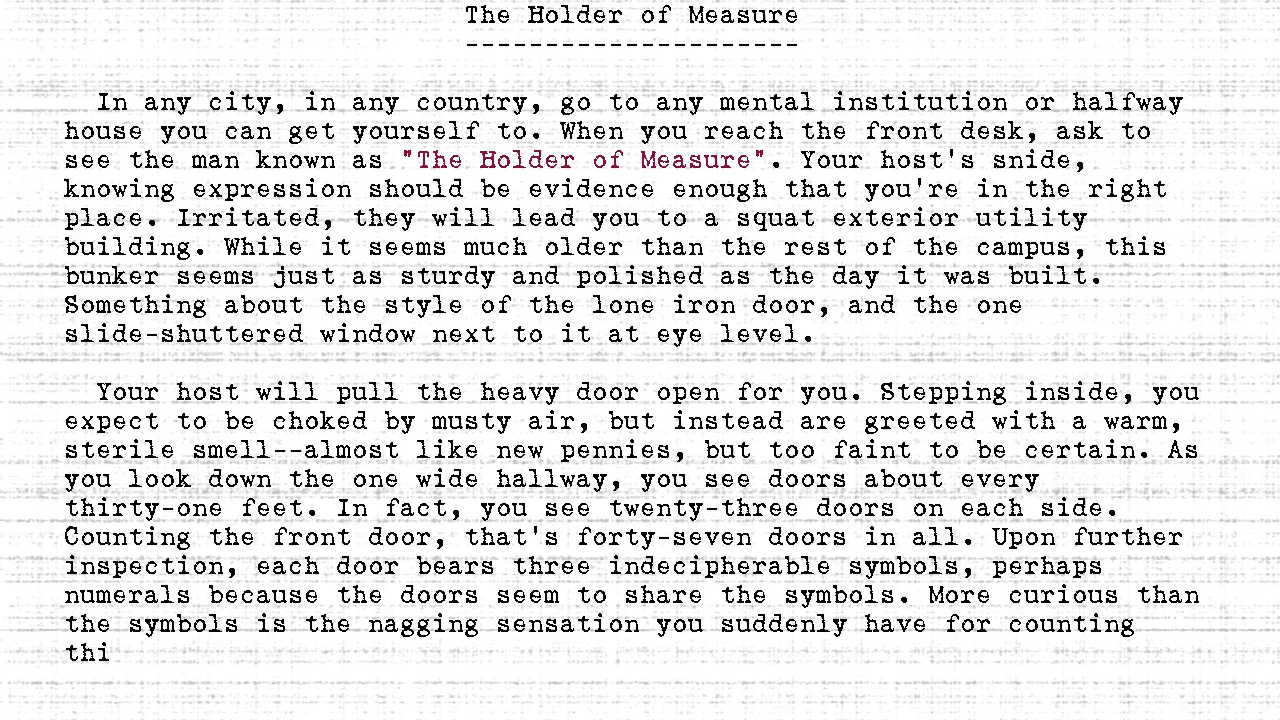 The Holder of Measure
---------------------
In any city, in any country, go to any mental institution or halfway
house you can get yourself to. When you reach the front desk, ask to
see the man known as "The Holder of Measure". Your host's snide,
knowing expression should be evidence enough that you're in the right
place. Irritated, they will lead you to a squat exterior utility
building. While it seems much older than the rest of the campus, this
bunker seems just as sturdy and polished as the day it was built.
Something about the style of the lone iron door, and the one
slide-shuttered window next to it at eye level.
Your host will pull the heavy door open for you. Stepping inside, you
expect to be choked by musty air, but instead are greeted with a warm,
sterile smell--almost like new pennies, but too faint to be certain. As
you look down the one wide hallway, you see doors about every
thirty-one feet. In fact, you see twenty-three doors on each side.
Counting the front door, that's forty-seven doors in all. Upon further
inspection, each door bears three indecipherable symbols, perhaps
numerals because the doors seem to share the symbols. More curious than
the symbols is the nagging sensation you suddenly have for counting
thi